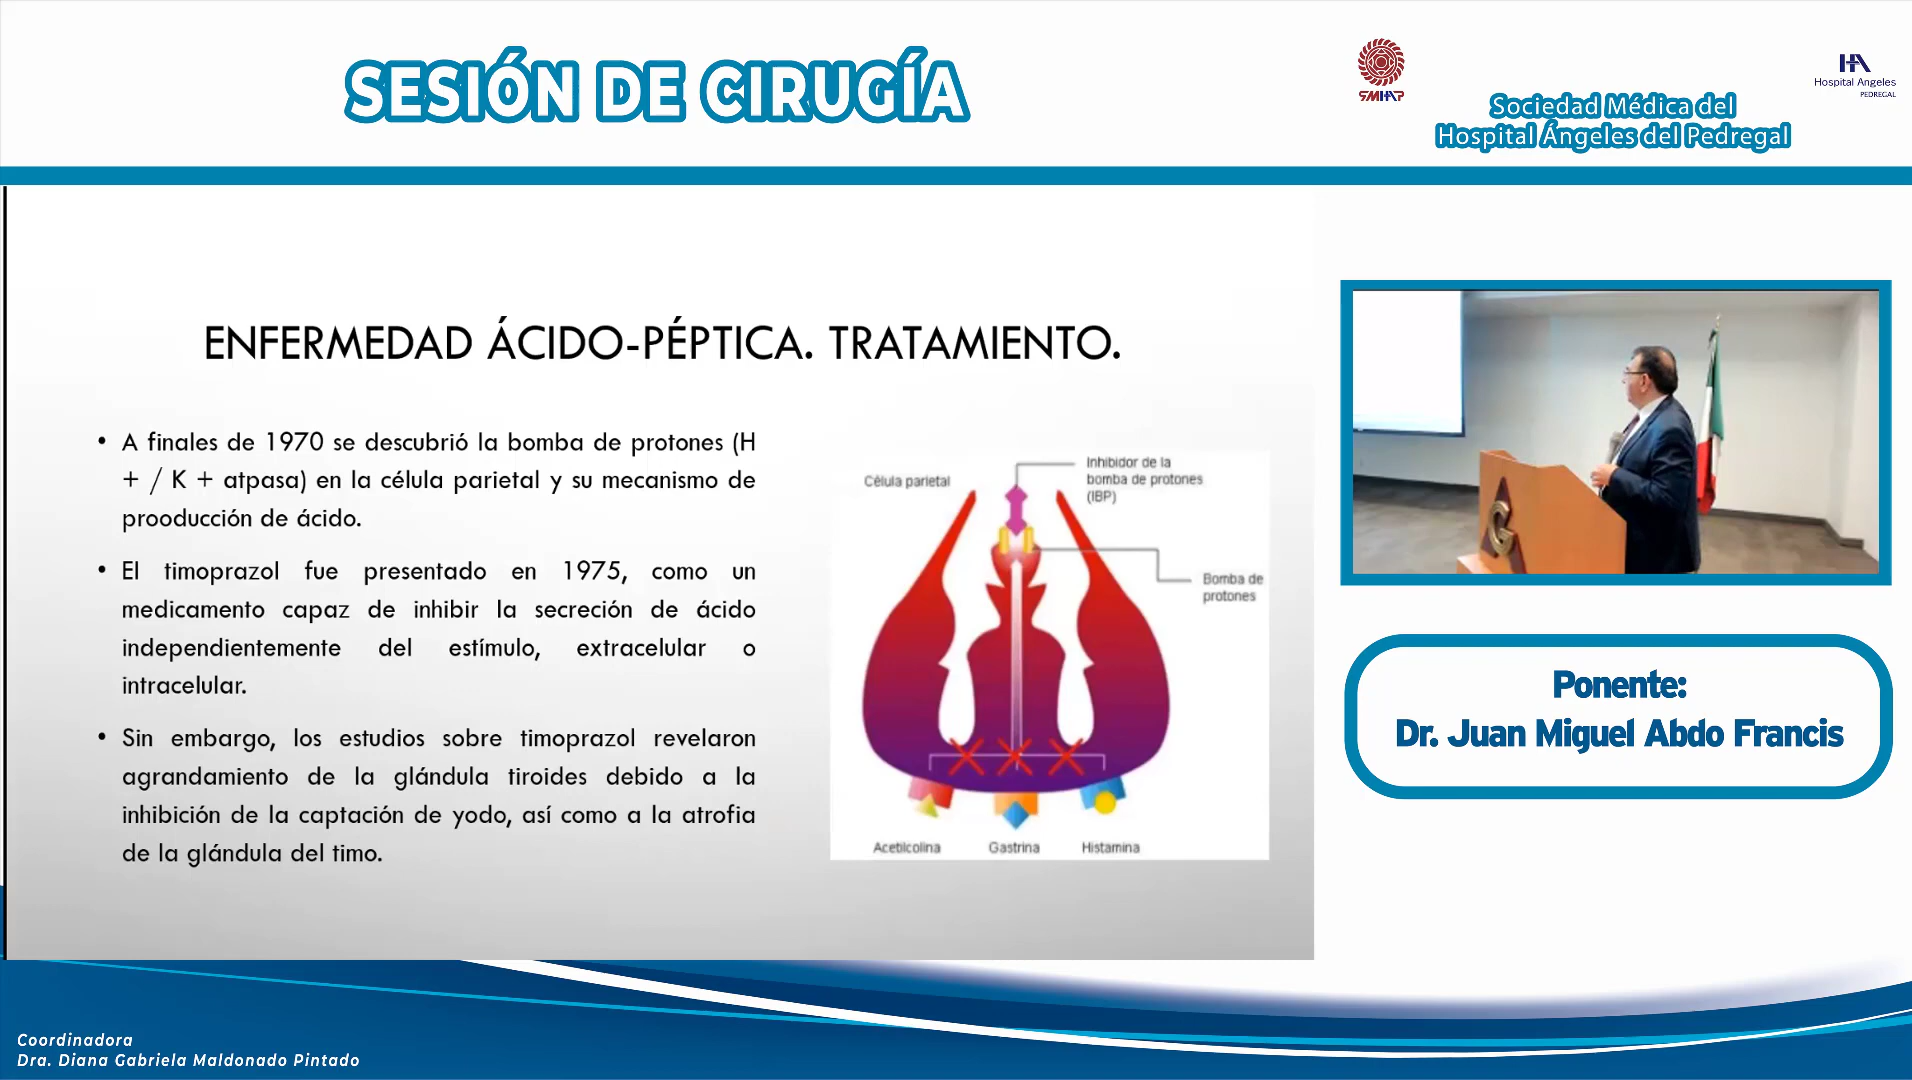 SESIÓN DE CIRUGÍA
SMHAP
Sociedad Médica del
Hospital Ángeles del Pedregal
HA
Hospital Angeles
PEDREGAL
ENFERMEDAD ÁCIDO-PÉPTICA. TRATAMIENTO.
• A finales de 1970 se descubrió la bomba de protones (H
+ / K + atpasa) en la célula parietal y su mecanismo de
prooducción de ácido.
• El timoprazol fue presentado en 1975, como un
medicamento capaz de inhibir la secreción de ácido
independientemente del estímulo, extracelular o
intracelular.
• Sin embargo, los estudios sobre timoprazol revelaron
agrandamiento de la glándula tiroides debido a la
inhibición de la captación de yodo, así como a la atrofia
de la glándula del timo.
Célula parietal
Inhibidor de la
bomba de protones
(IBP)
Bomba de
protones
Acetilcolina
Gastrina
Histamina
G
Ponente:
Dr. Juan Miguel Abdo Francis
Coordinadora
Dra. Diana Gabriela Maldonado Pintado